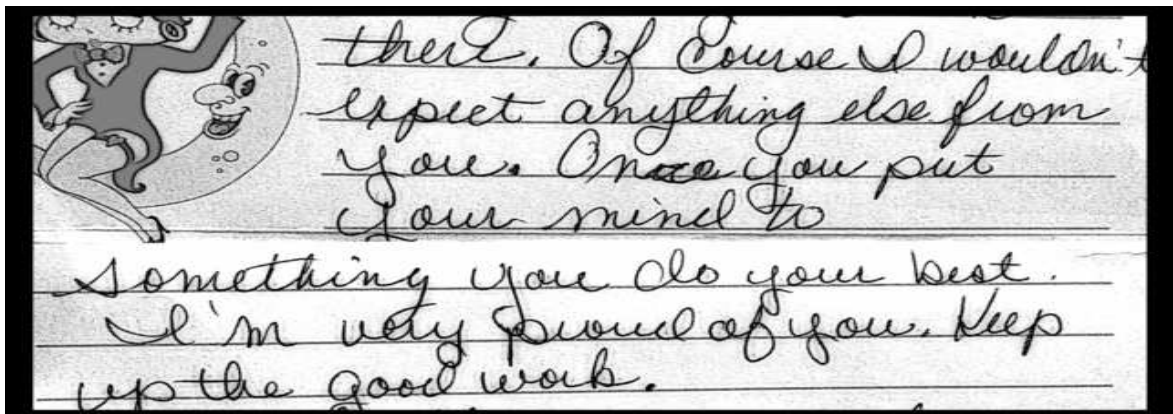 there. Of course I wouldn't
expect anything else from
you. Once you put
your mind to
something you do your best.
I'm very proud of you. Keep
up the good work.